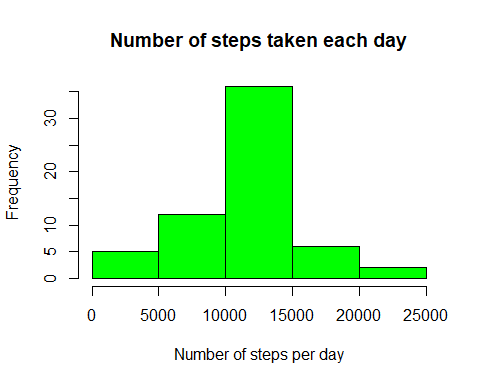 Number of steps taken each day
Frequency
30
20
10
5
0
0 5000 10000 15000 20000 25000
Number of steps per day